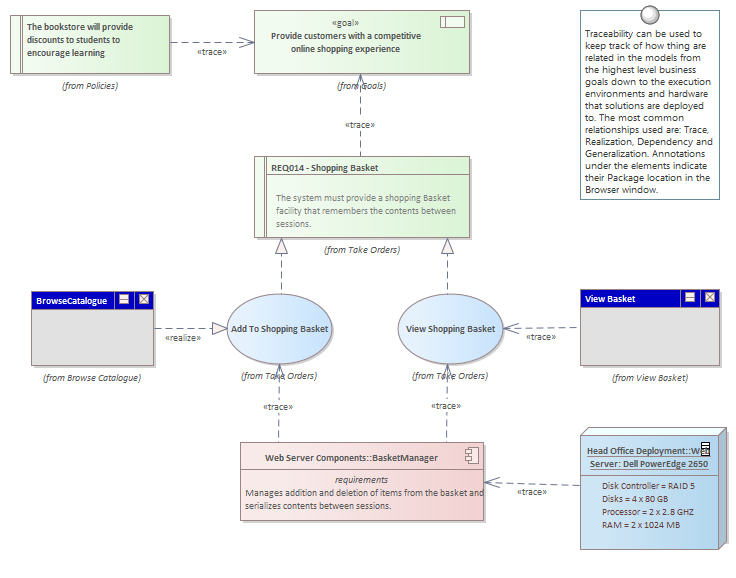 The bookstore will provide
discounts to students to
encourage learning
(from Policies)
«trace»
«goal»
Provide customers with a competitive
online shopping experience
(from Goals)
Traceability can be used to
keep track of how thing are
related in the models from
the highest level business
goals down to the execution
environments and hardware
that solutions are deployed
to. The most common
relationships used are: Trace,
Realization, Dependency and
Generalization. Annotations
under the elements indicate
their Package location in the
Browser window.
«trace»
REQ014 - Shopping Basket
The system must provide a shopping Basket
facility that remembers the contents between
sessions.
(from Take Orders)
BrowseCatalogue
(from Browse Catalogue)
«realize»
Add To Shopping Basket
(from Take Orders)
View Shopping Basket
(from Take Orders)
«trace»
View Basket
(from View Basket)
«trace»
«trace»
Web Server Components::BasketManager
requirements
Manages addition and deletion of items from the basket and
serializes contents between sessions.
«trace»
Head Office Deployment::Web
Server: Dell PowerEdge 2650
Disk Controller = RAID 5
Disks = 4 x 80 GB
Processor = 2 x 2.8 GHZ
RAM = 2 x 1024 MB